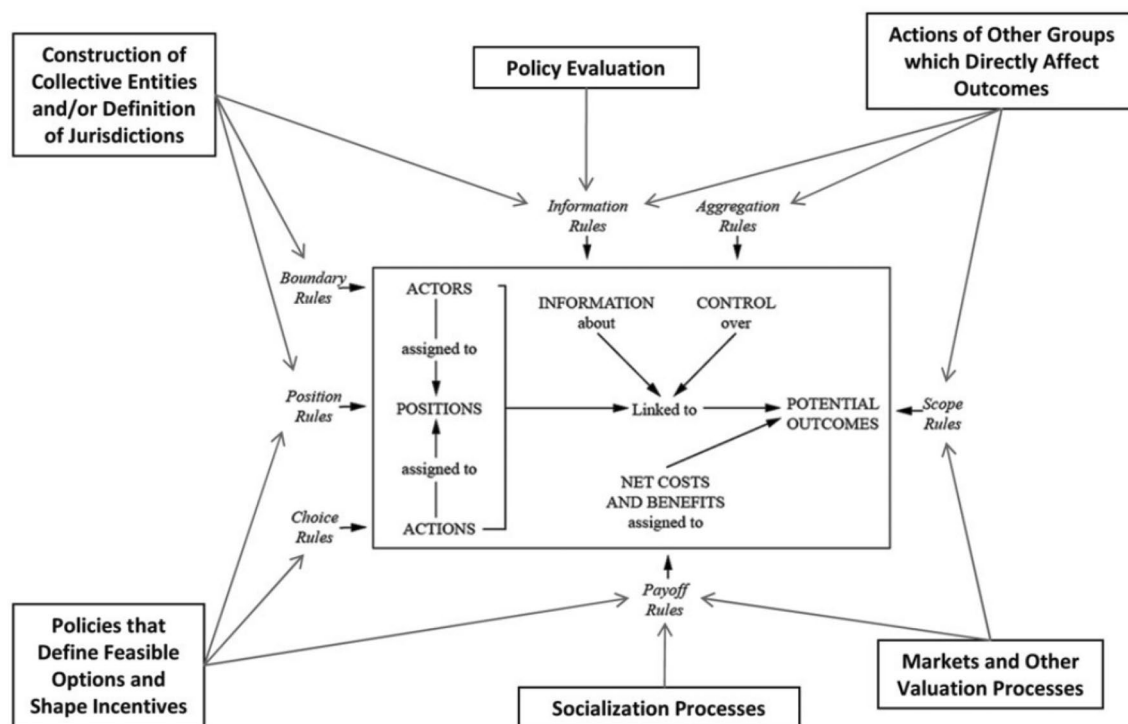 Construction of
Collective Entities
and/or Definition
of Jurisdictions
Policy Evaluation
Actions of Other Groups
which Directly Affect
Outcomes
Information
Rules
Aggregation
Rules
Boundary
Rules
ACTORS
assigned to
POSITIONS
assigned to
ACTIONS
INFORMATION
about
CONTROL
over
Position
Rules
Linked to
POTENTIAL
OUTCOMES
Scope
Rules
NET COSTS
AND BENEFITS
assigned to
Choice
Rules
Payoff
Rules
Policies that
Define Feasible
Options and
Shape Incentives
Socialization Processes
Markets and Other
Valuation Processes